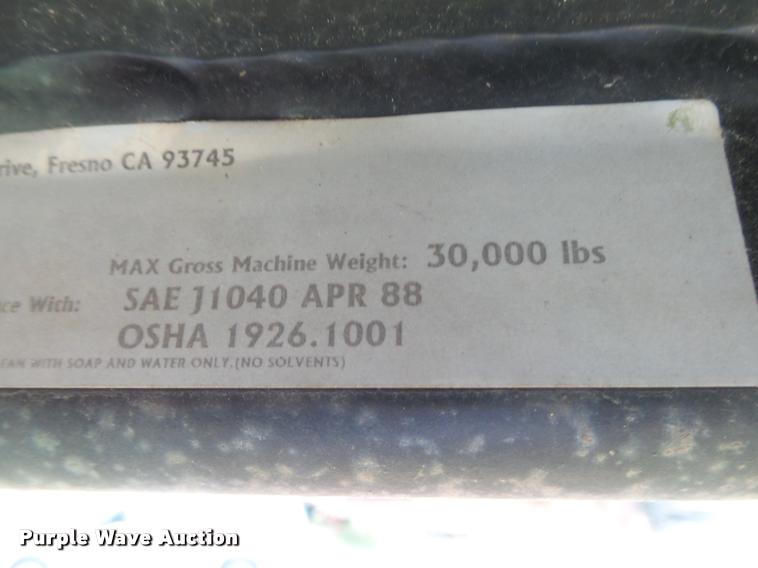 rive, Fresno CA 93745
MAX Gross Machine Weight: 30,000 lbs
ce With: SAE J1040 APR 88
OSHA 1926.1001
EAN WITH SOAP AND WATER ONLY.(NO SOLVENTS)
Purple Wave Auction